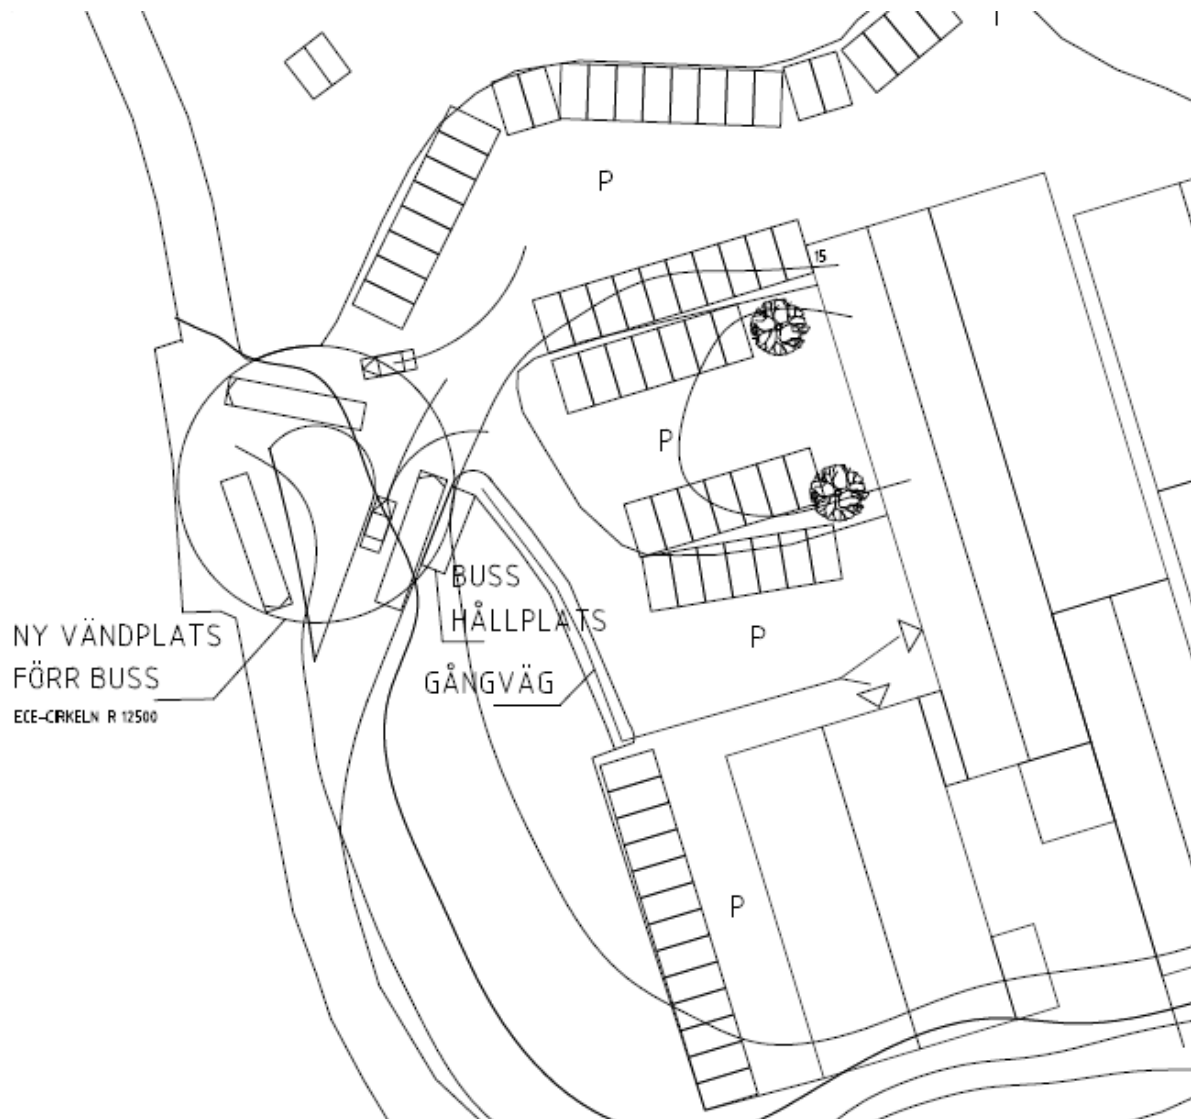 P
15
P
BUSS
HÅLLPLATS
NY VÄNDPLATS
FÖRR BUSS
ECE-CIRKELN R 12500
GÅNGVÄG
P
P